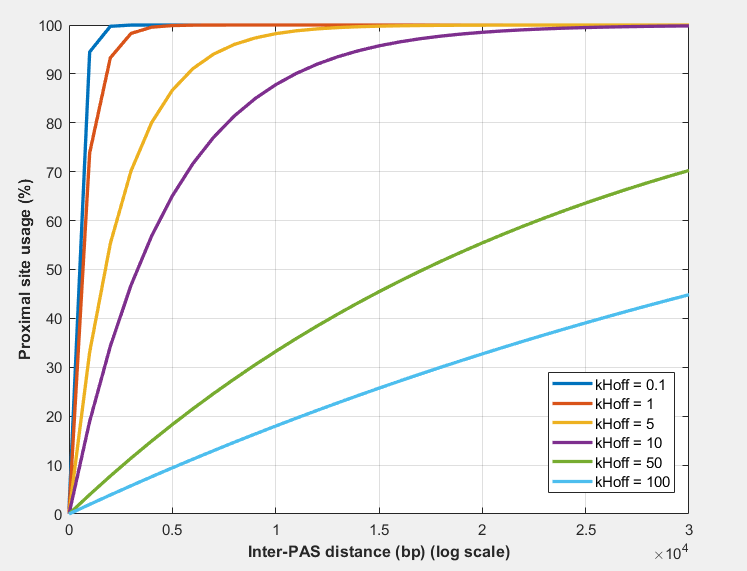 100
90
80
70
60
50
40
30
20
10
0
Proximal site usage (%)
kHoff = 0.1
kHoff = 1
kHoff = 5
kHoff = 10
kHoff = 50
kHoff = 100
0 0.5 1 1.5 2 2.5 3
Inter-PAS distance (bp) (log scale)
×10⁴